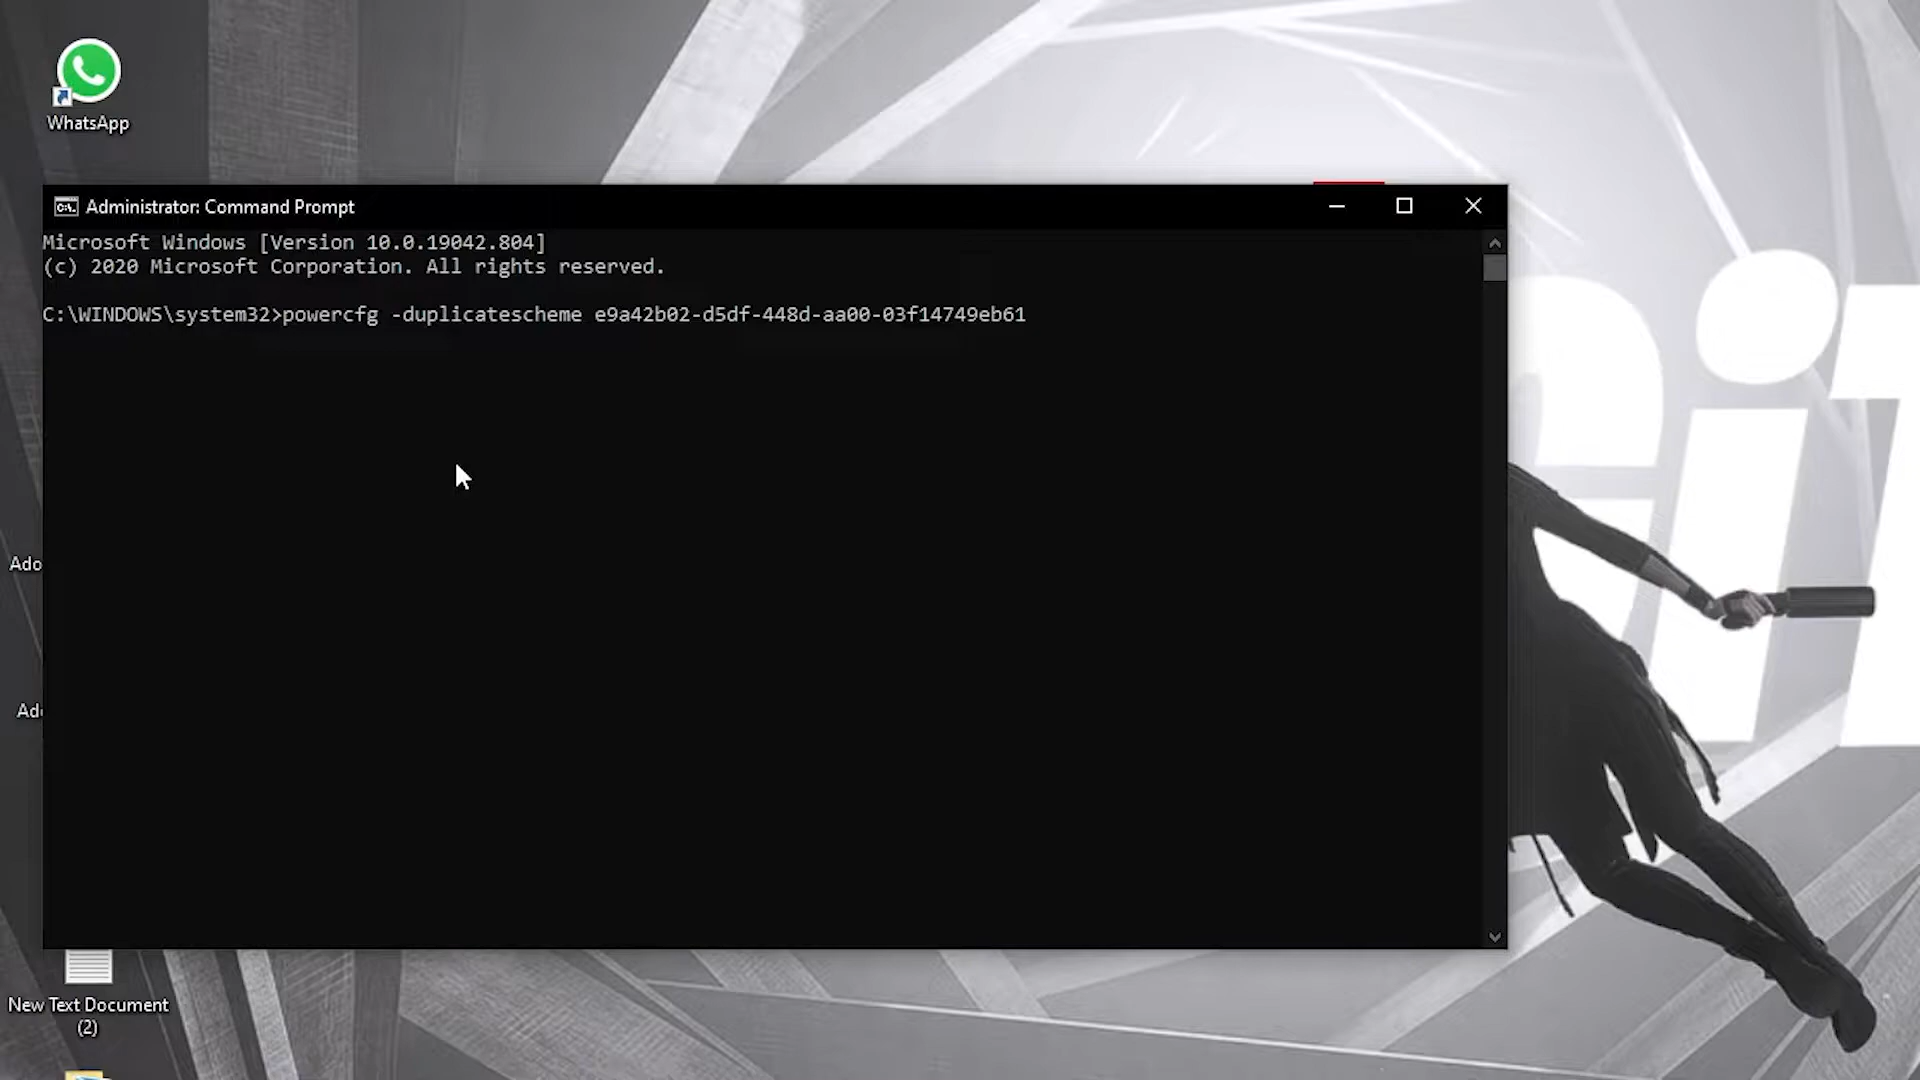 WhatsApp
Administrator: Command Prompt
Microsoft Windows [Version 10.0.19042.804]
(c) 2020 Microsoft Corporation. All rights reserved.
C:\WINDOWS\system32>powercfg -duplicatescheme e9a42b02-d5df-448d-aa00-03f14749eb61
Ado
New Text Document
(2)